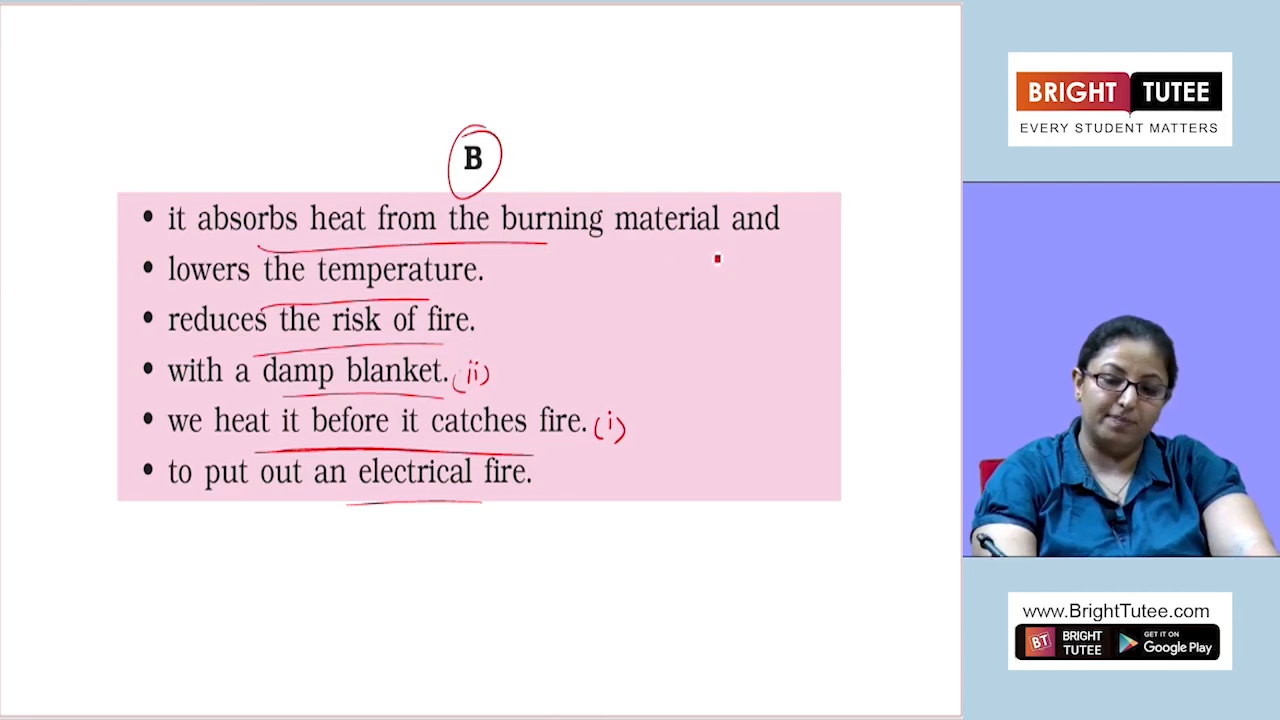 BRIGHT TUTEE
EVERY STUDENT MATTERS
B
• it absorbs heat from the burning material and
• lowers the temperature.
• reduces the risk of fire.
• with a damp blanket. (ii)
• we heat it before it catches fire. (i)
• to put out an electrical fire.
www.BrightTutee.com
BT BRIGHT TUTEE GET IT ON Google Play